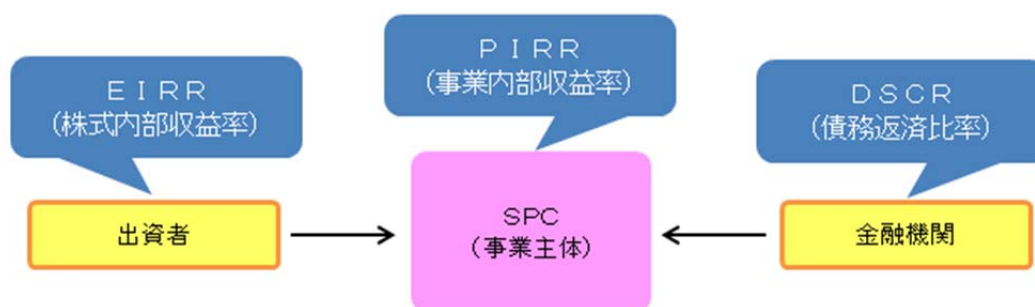 ＰＩＲＲ
（事業内部収益率）
ＥＩＲＲ
（株式内部収益率）
ＤＳＣＲ
（債務返済比率）
出資者
SPC
（事業主体）
金融機関